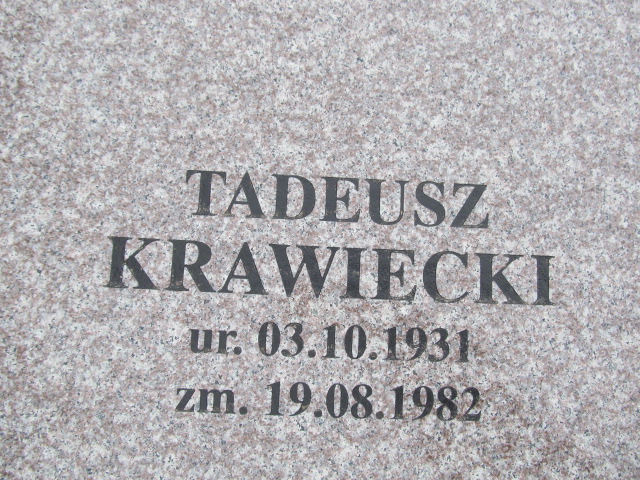 TADEUSZ
KRAWIECKI
ur. 03.10.1931
zm. 19.08.1982